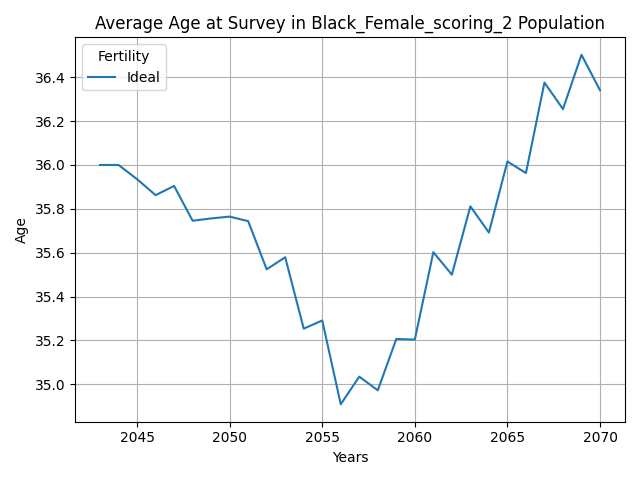 Average Age at Survey in Black_Female_scoring_2 Population
Fertility
Ideal
36.4
36.2
36.0
35.8
35.6
35.4
35.2
35.0
Age
2045 2050 2055 2060 2065 2070
Years